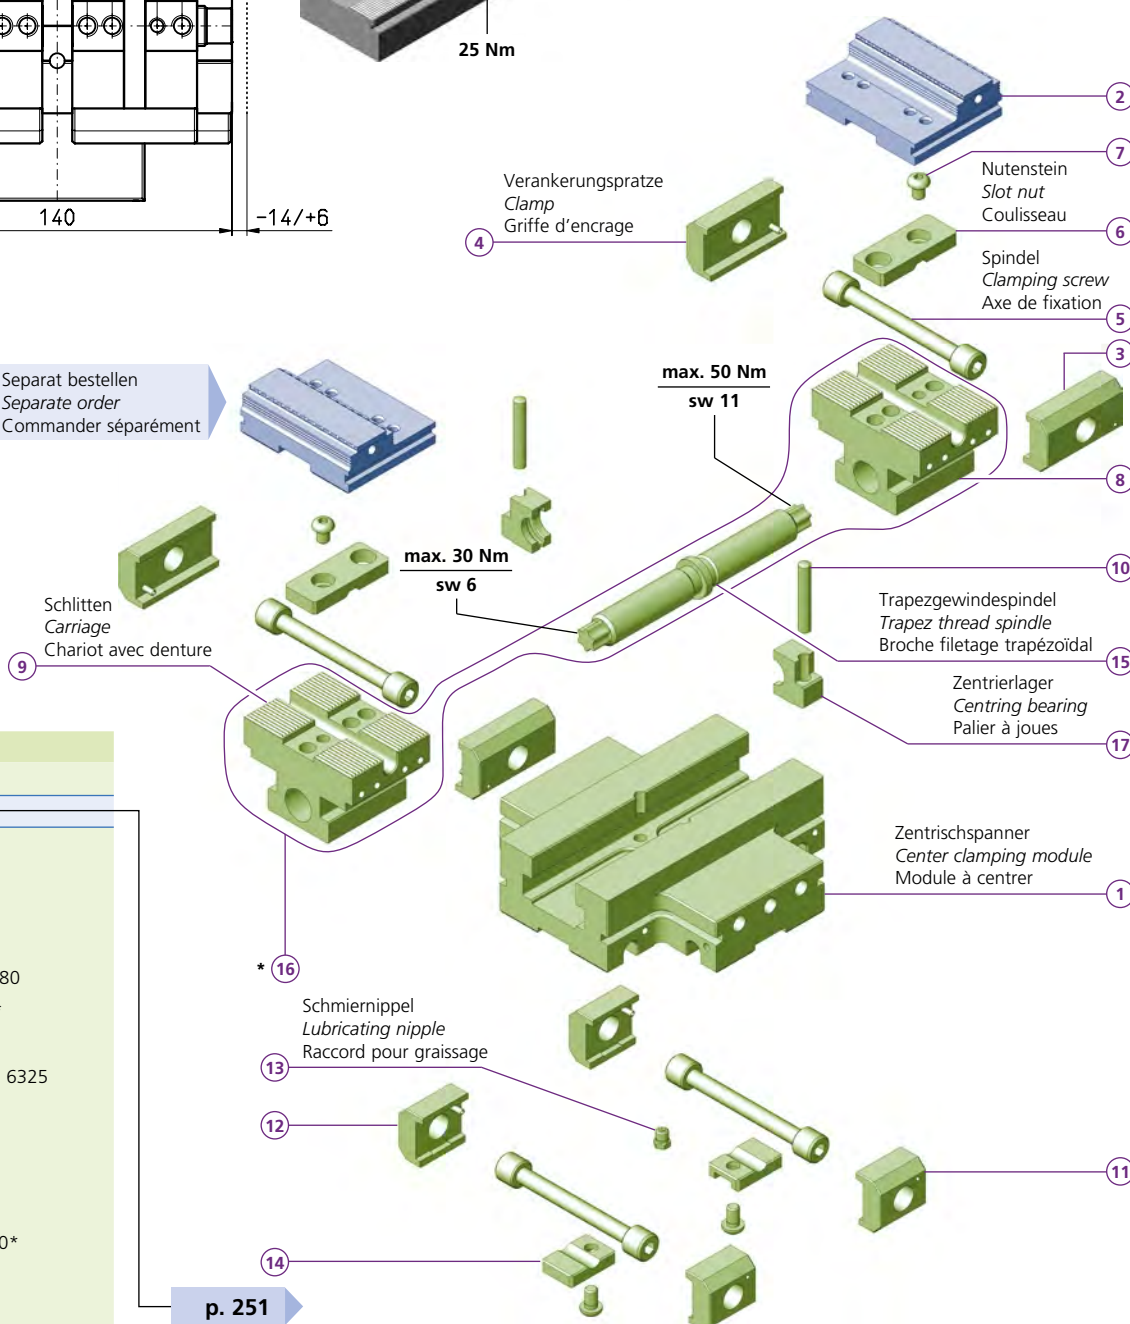 25 Nm
140
-14/+6
2
7
Verankerungspratze
Clamp
Griffe d'encrage
4
Nutenstein
Slot nut
Coulisseau
6
Spindel
Clamping screw
Axe de fixation
5
3
Separat bestellen
Separate order
Commander séparément
max. 50 Nm
sw 11
8
max. 30 Nm
sw 6
10
Schlitten
Carriage
Chariot avec denture
9
Trapezgewindespindel
Trapez thread spindle
Broche filetage trapézoïdal
15
Zentrierlager
Centring bearing
Palier à joues
17
Zentrischspanner
Center clamping module
Module à centrer
1
* 16
80
Schmiernippel
Lubricating nipple
Raccord pour graissage
13
6325
12
11
0*
14
p. 251